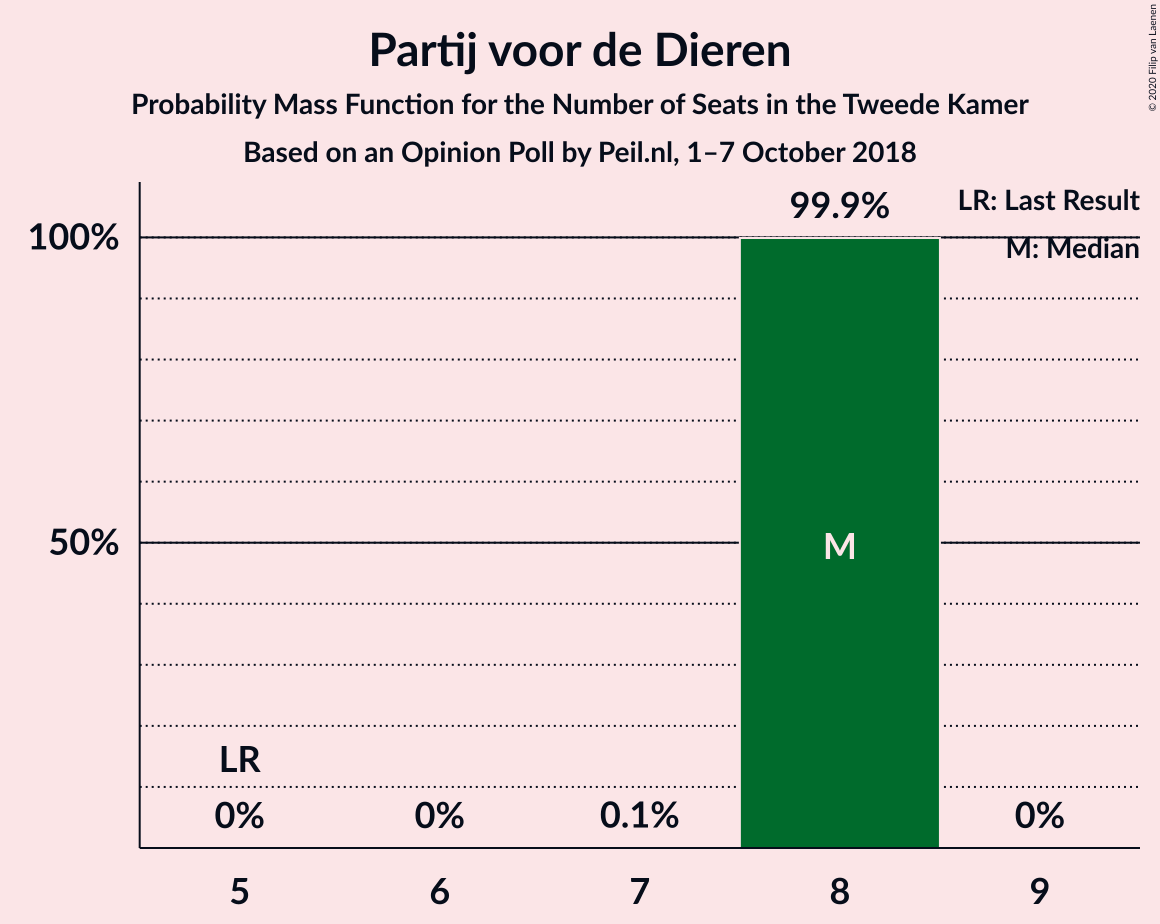 Partij voor de Dieren
Probability Mass Function for the Number of Seats in the Tweede Kamer
Based on an Opinion Poll by Peil.nl, 1–7 October 2018
© 2020 Filip van Laenen
LR: Last Result
M: Median
99.9%
100%
50%
M
LR
0%
0%
0.1%
0%
5
6
7
8
9